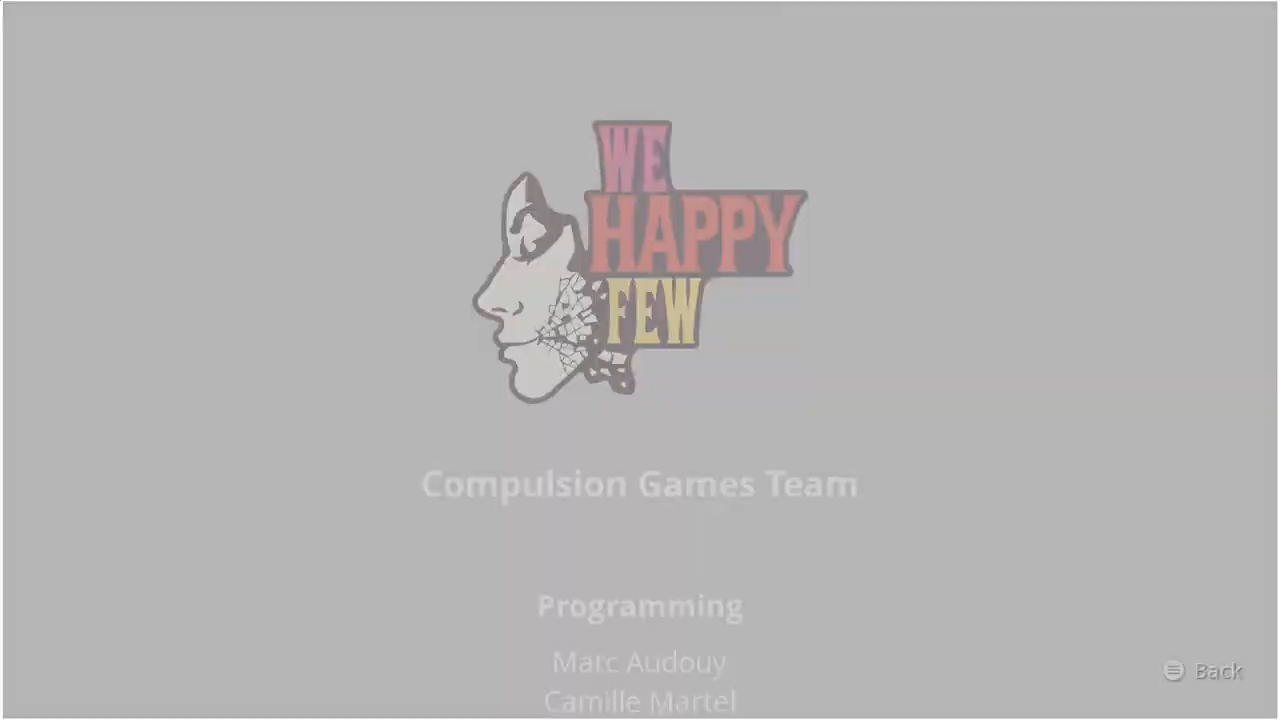 WE
HAPPY
FEW
Compulsion Games Team
Programming
Marc Audouy
Camille Martel
Back